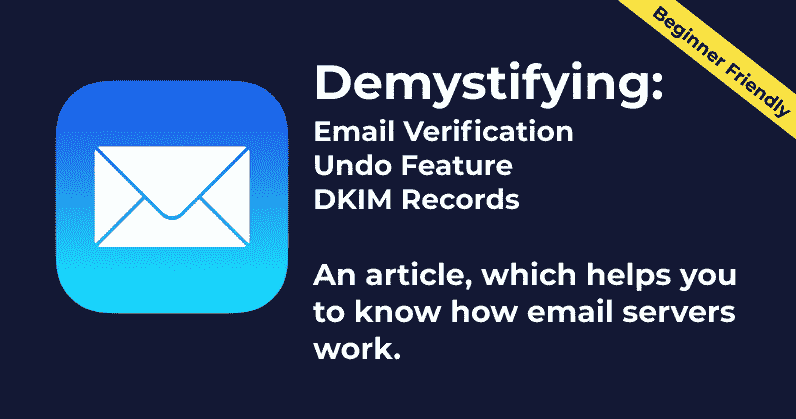 Beginner Friendly
Demystifying:
Email Verification
Undo Feature
DKIM Records
An article, which helps you
to know how email servers
work.